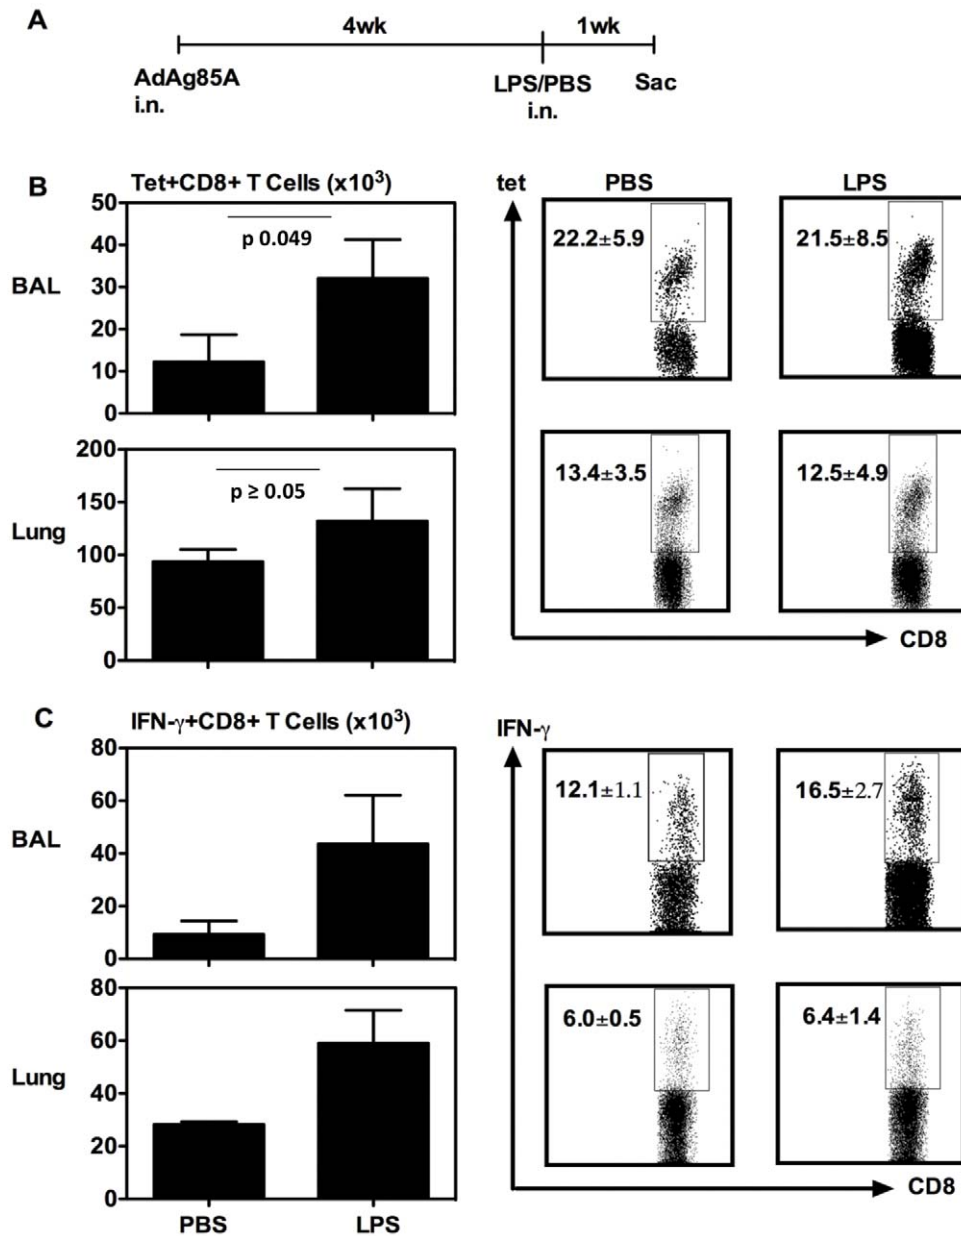 A
4wk
1wk
AdAg85A
i.n.
LPS/PBS
i.n.
Sac
B
Tet+CD8+ T Cells (x10³)
50
40
30
20
10
0
BAL
p 0.049
200
150
100
50
0
Lung
p ≥ 0.05
tet
PBS
LPS
22.2±5.9
21.5±8.5
13.4±3.5
12.5±4.9
CD8
C
IFN-γ+CD8+ T Cells (x10³)
80
60
40
20
0
BAL
80
60
40
20
0
Lung
PBS
LPS
IFN-γ
12.1±1.1
16.5±2.7
6.0±0.5
6.4±1.4
CD8